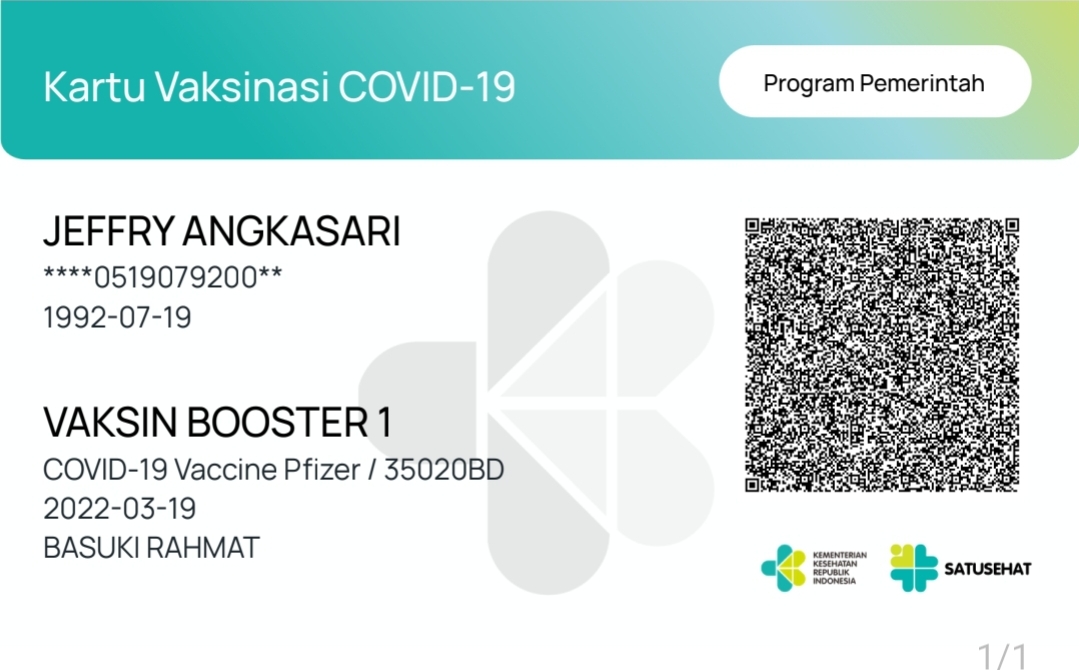 Kartu Vaksinasi COVID-19
Program Pemerintah
JEFFRY ANGKASARI
****0519079200**
1992-07-19
VAKSIN BOOSTER 1
COVID-19 Vaccine Pfizer / 35020BD
2022-03-19
BASUKI RAHMAT
KEMENTERIAN
KESEHATAN
REPUBLIK
INDONESIA
SATUSEHAT
1/1